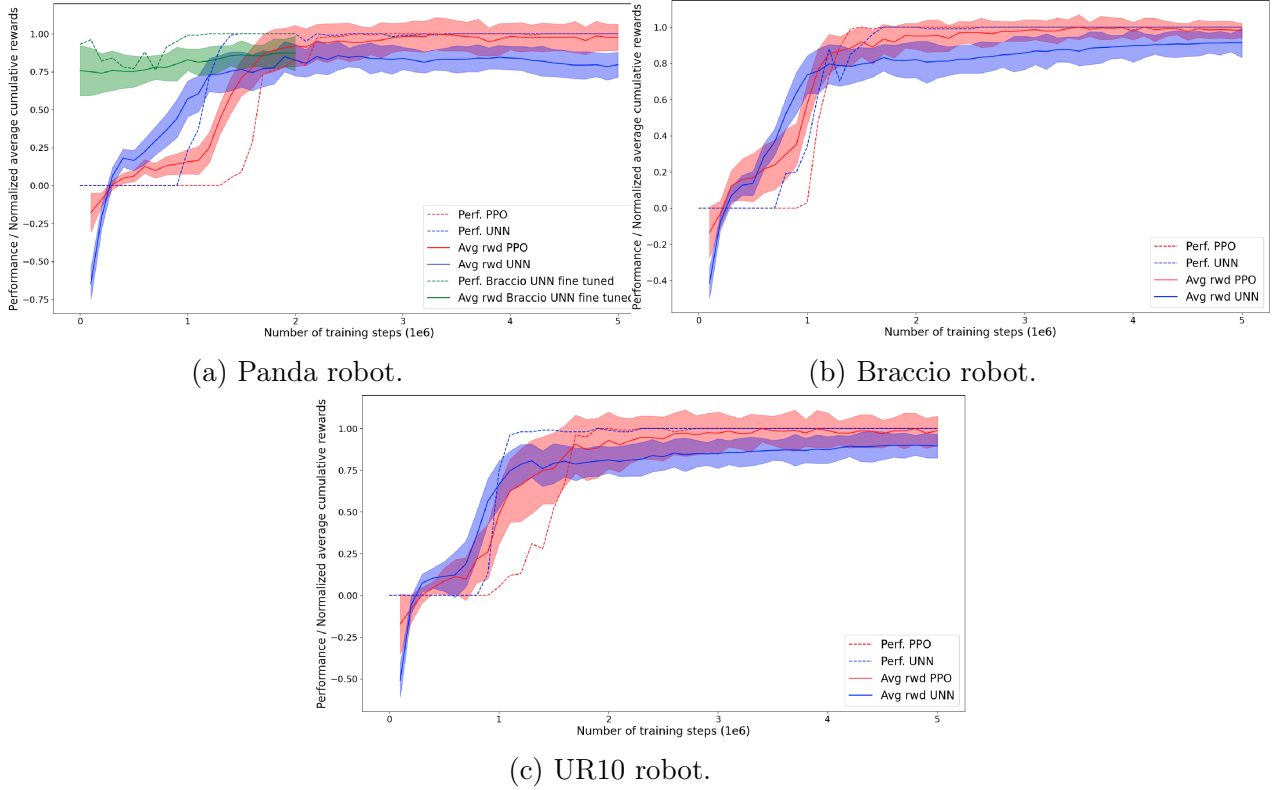 Performance / Normalized average cumulative rewards
1.00
0.75
0.50
0.25
0.00
−0.25
−0.50
−0.75
Perf. PPO
Perf. UNN
Avg rwd PPO
Avg rwd UNN
Perf. Braccio UNN fine tuned
Avg rwd Braccio UNN fine tuned
0 1 2 3 4 5
Number of training steps (1e6)
(a) Panda robot.
Performance / Normalized average cumulative rewards
1.0
0.8
0.6
0.4
0.2
0.0
−0.2
−0.4
Perf. PPO
Perf. UNN
Avg rwd PPO
Avg rwd UNN
0 1 2 3 4 5
Number of training steps (1e6)
(b) Braccio robot.
Performance / Normalized average cumulative rewards
1.00
0.75
0.50
0.25
0.00
−0.25
−0.50
Perf. PPO
Perf. UNN
Avg rwd PPO
Avg rwd UNN
0 1 2 3 4 5
Number of training steps (1e6)
(c) UR10 robot.